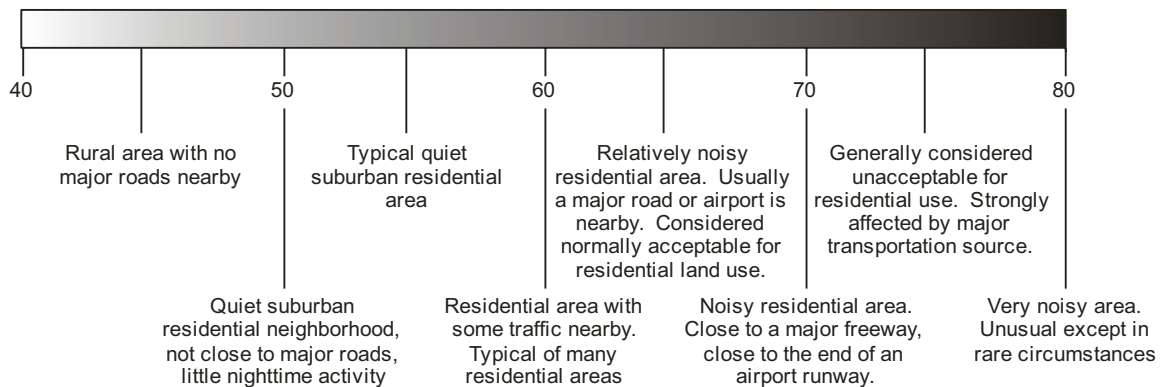 40
50
60
70
80
Rural area with no
major roads nearby
Typical quiet
suburban residential
area
Relatively noisy
residential area.  Usually
a major road or airport is
nearby.  Considered
normally acceptable for
residential land use.
Generally considered
unacceptable for
residential use.  Strongly
affected by major
transportation source.
Quiet suburban
residential neighborhood,
not close to major roads,
little nighttime activity
Residential area with
some traffic nearby.
Typical of many
residential areas
Noisy residential area.
Close to a major freeway,
close to the end of an
airport runway.
Very noisy area.
Unusual except in
rare circumstances